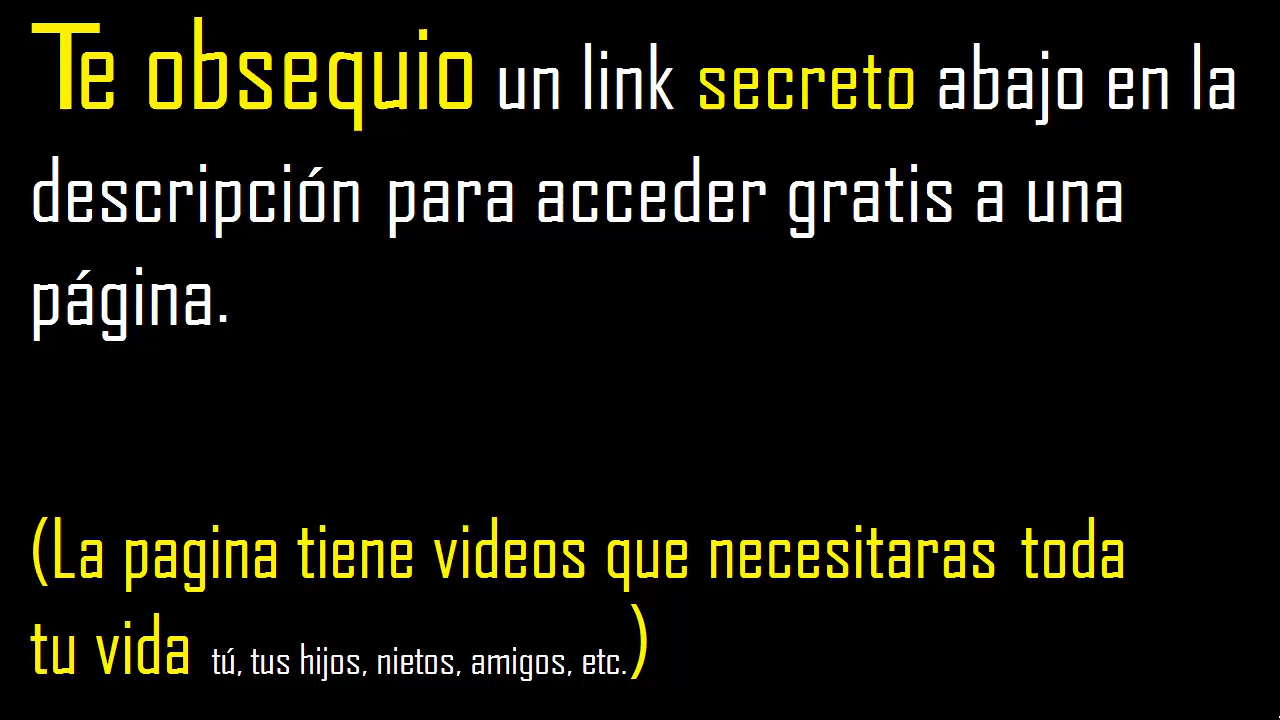 Te obsequio un link secreto abajo en la
descripción para acceder gratis a una
página.
(La pagina tiene videos que necesitaras toda
tu vida tú, tus hijos, nietos, amigos, etc.)